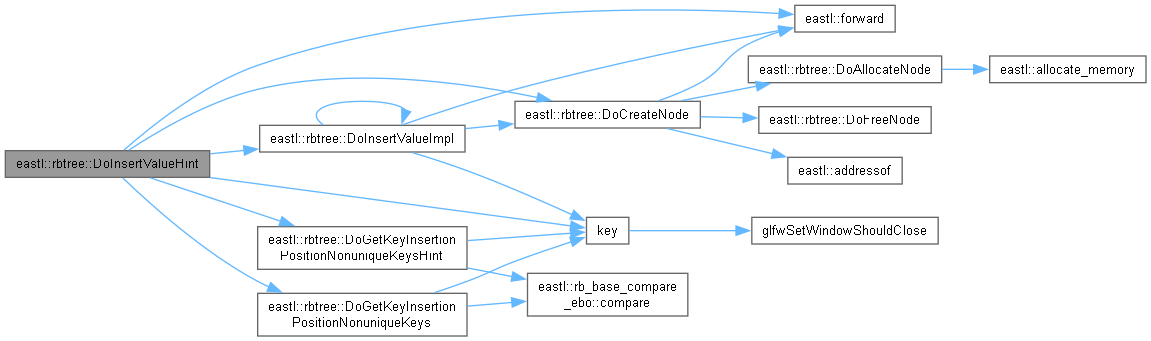 eastl::rbtree::DoInsertValueHint
eastl::rbtree::DoInsertValueImpl
eastl::rbtree::DoGetKeyInsertion
PositionNonuniqueKeysHint
eastl::rbtree::DoGetKeyInsertion
PositionNonuniqueKeys
eastl::forward
eastl::rbtree::DoCreateNode
key
eastl::rb_base_compare
_ebo::compare
eastl::rbtree::DoAllocateNode
eastl::rbtree::DoFreeNode
eastl::addressof
glfwSetWindowShouldClose
eastl::allocate_memory